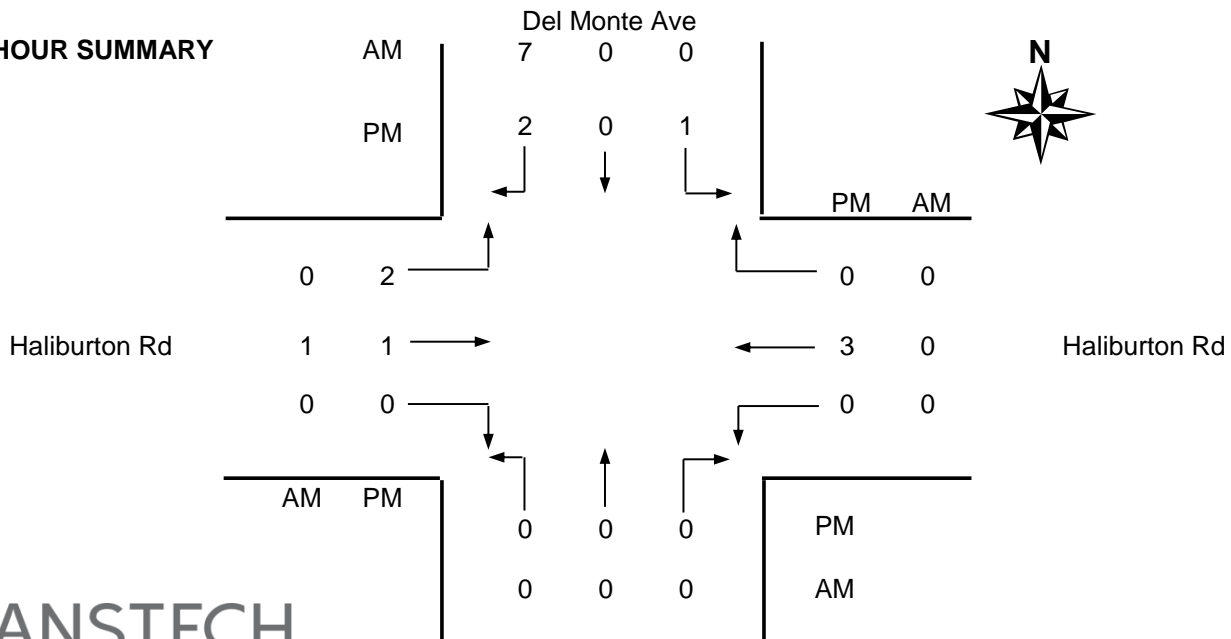 Del Monte Ave
HOUR SUMMARY AM 7 0 0
N
PM 2 0 1
PM AM
0 2 0 0
Haliburton Rd 1 1 3 0 Haliburton Rd
0 0 0 0
AM PM
0 0 0 PM
0 0 0 AM
ANSTECH